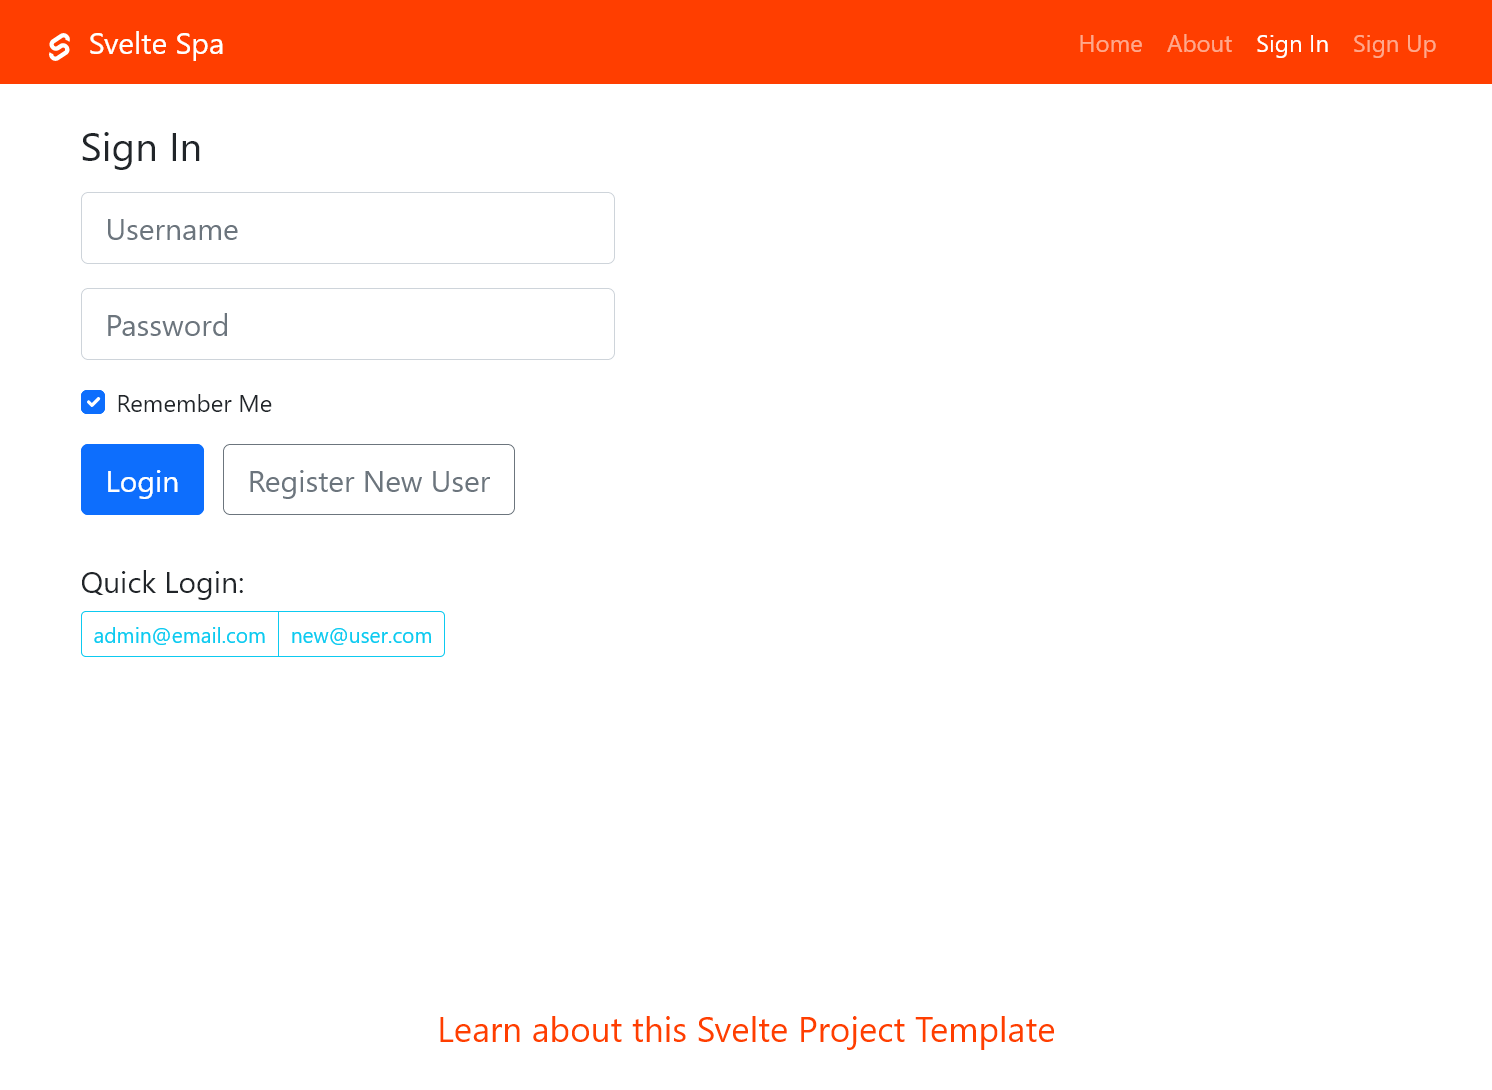 Svelte Spa
Home About Sign In Sign Up
Sign In
Username
Password
Remember Me
Login Register New User
Quick Login:
admin@email.com new@user.com
Learn about this Svelte Project Template